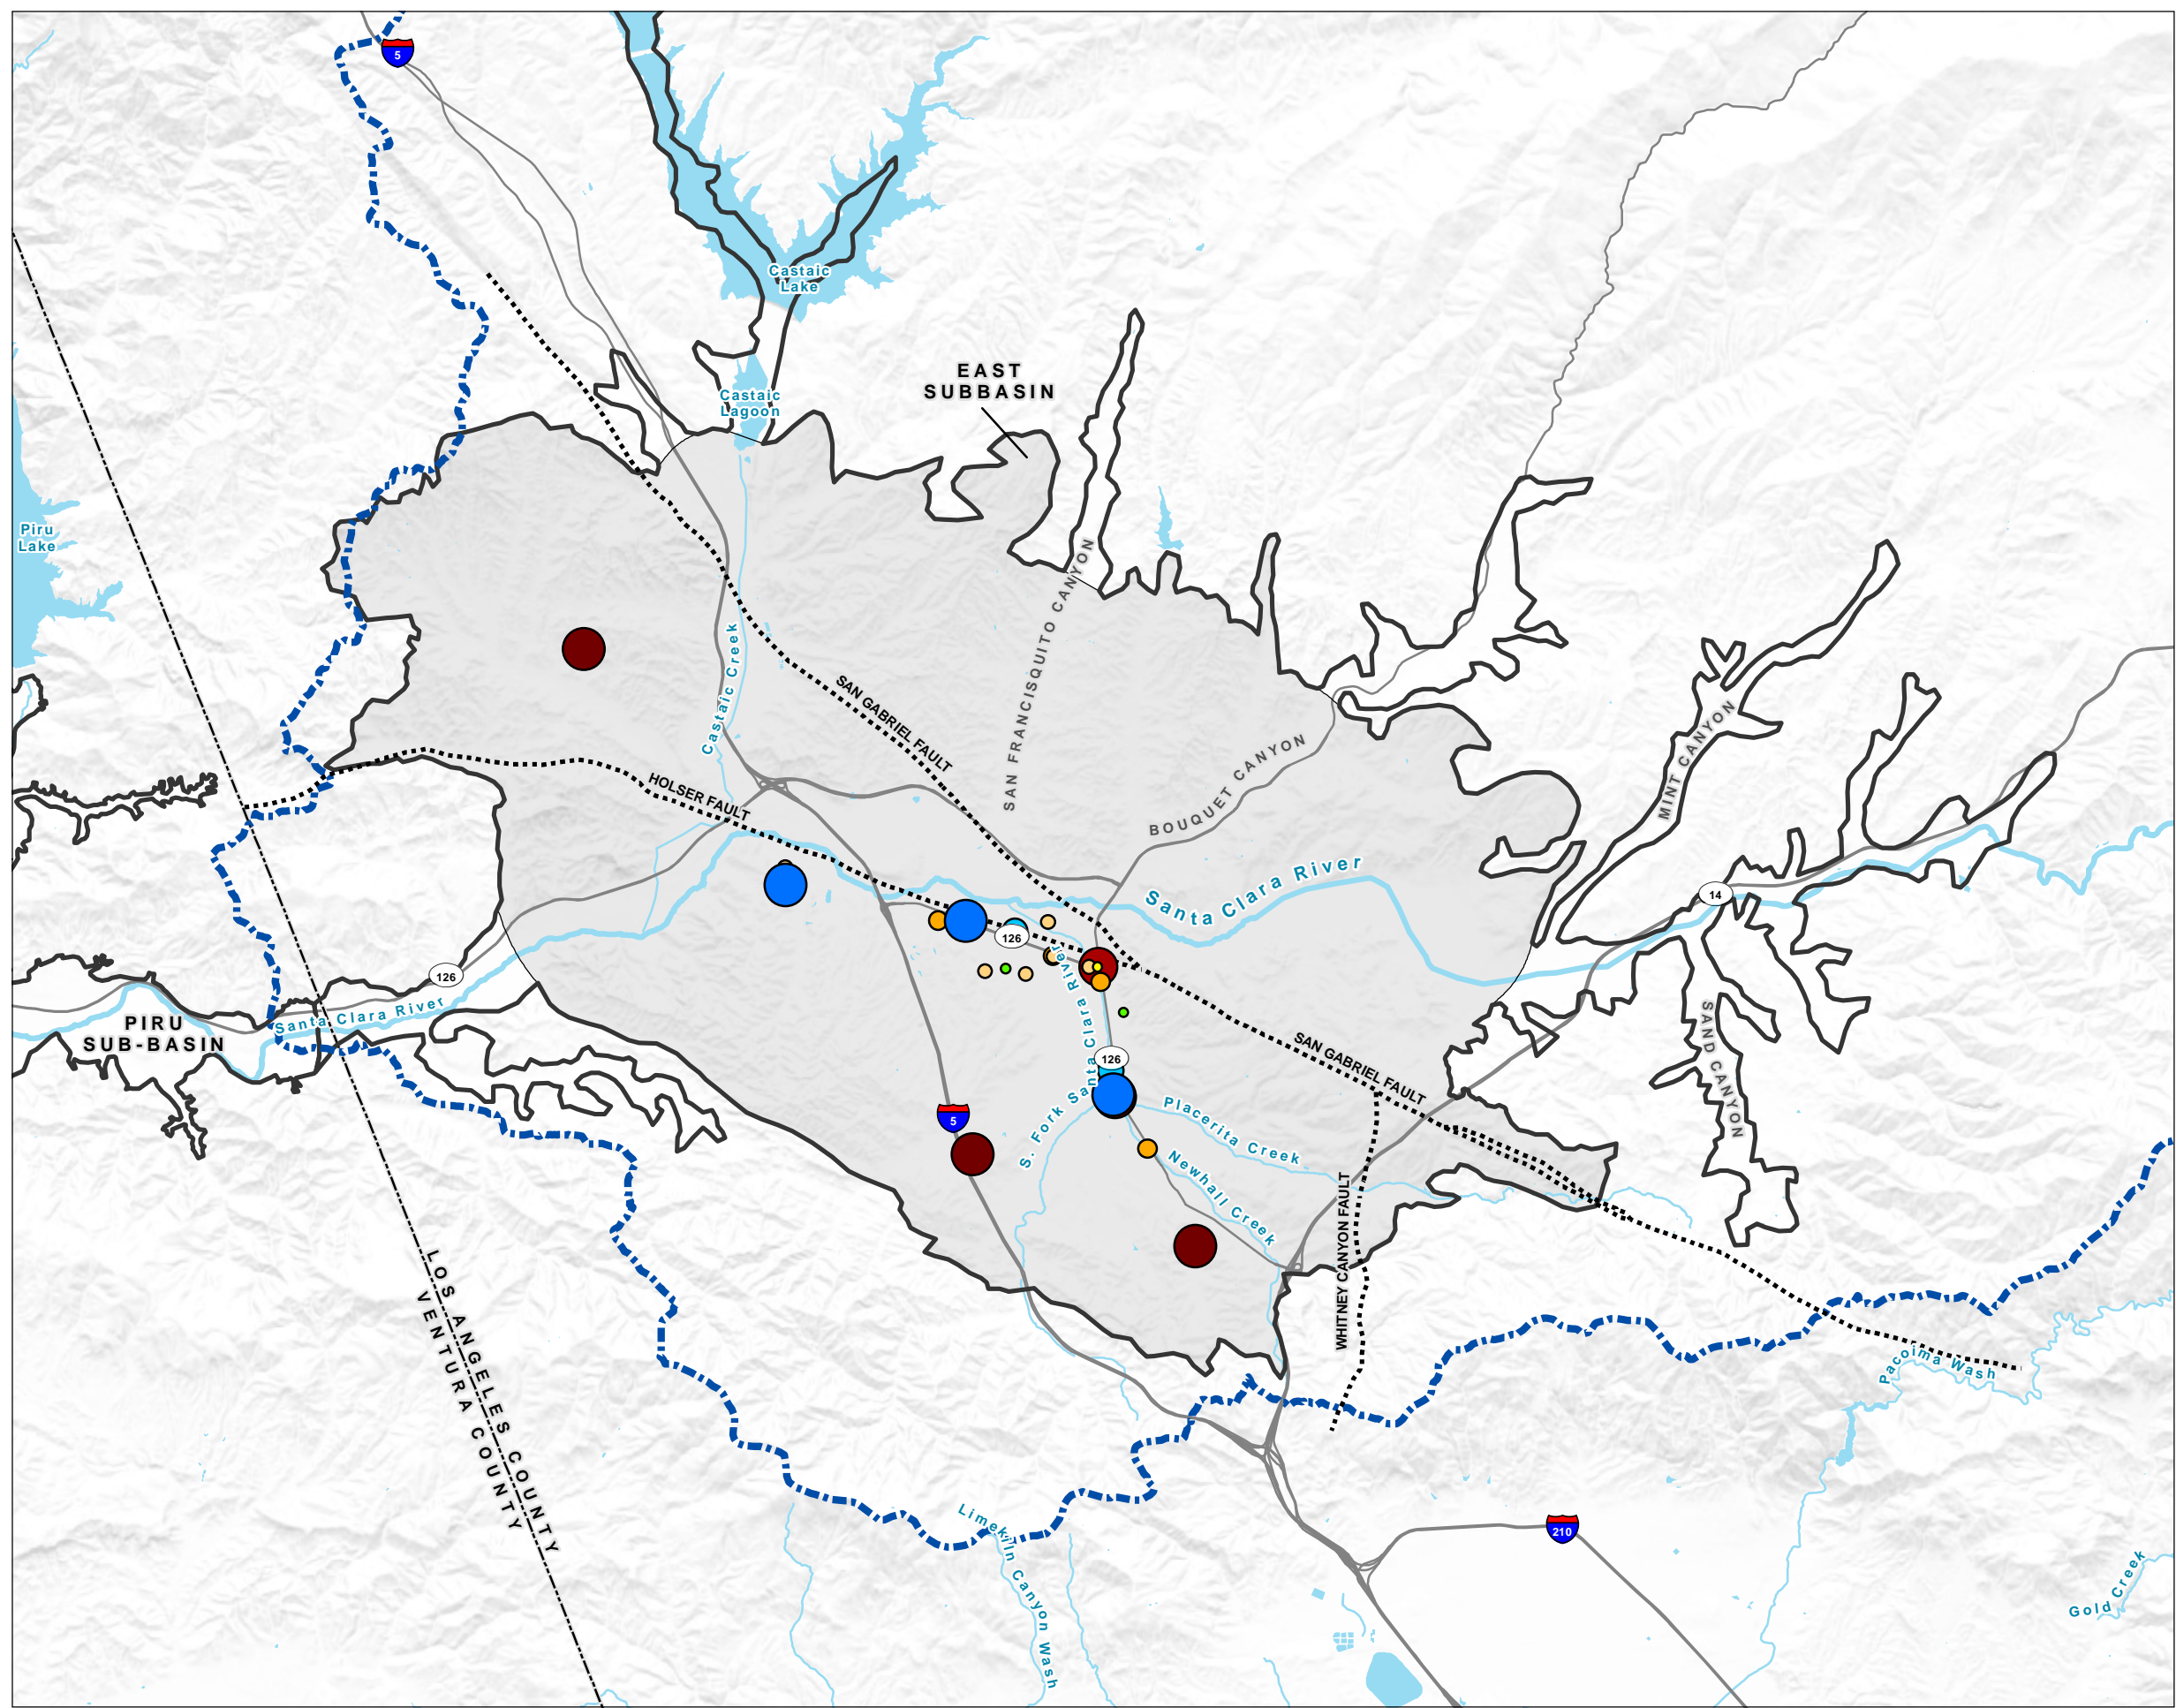 5
Castaic
Lake
EAST
SUBBASIN
Castaic
Lagoon
Piru
Lake
SAN FRANCISQUITO CANYON
Castaic Creek
SAN GABRIEL FAULT
MINT CANYON
BOUQUET CANYON
HOLSER FAULT
Santa Clara River
14
126
126
Santa Clara River
PIRU
SUB-BASIN
SAND CANYON
SAN GABRIEL FAULT
126
S. Fork Santa Clara River
5
Placerita Creek
Newhall Creek
WHITNEY CANYON FAULT
LOS ANGELES COUNTY
VENTURA COUNTY
Pacoima Wash
Limekiln Canyon Wash
210
Gold Creek